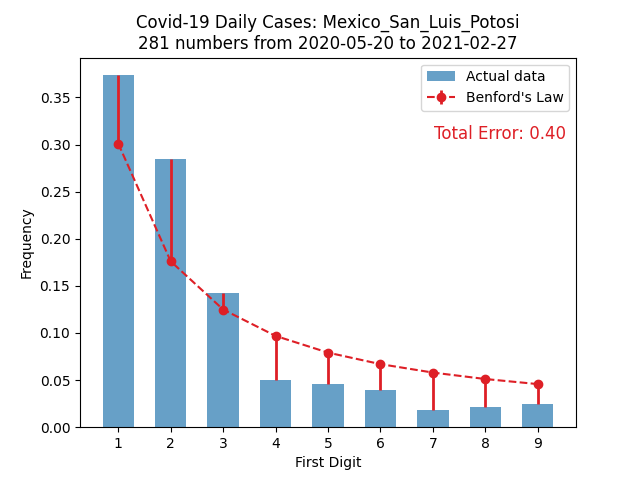 Covid-19 Daily Cases: Mexico_San_Luis_Potosi
281 numbers from 2020-05-20 to 2021-02-27
Actual data
Benford's Law
Total Error: 0.40
Frequency
0.35
0.30
0.25
0.20
0.15
0.10
0.05
0.00
1 2 3 4 5 6 7 8 9
First Digit